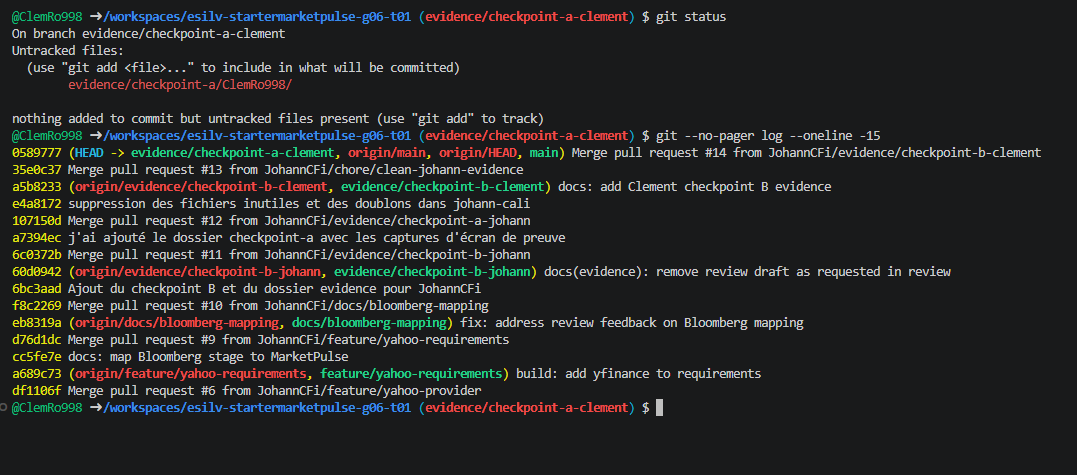 @ClemRo998 ➜/workspaces/esilv-startermarketpulse-g06-t01 (evidence/checkpoint-a-clement) $ git status
On branch evidence/checkpoint-a-clement
Untracked files:
  (use "git add <file>..." to include in what will be committed)
        evidence/checkpoint-a/ClemRo998/

nothing added to commit but untracked files present (use "git add" to track)
@ClemRo998 ➜/workspaces/esilv-startermarketpulse-g06-t01 (evidence/checkpoint-a-clement) $ git --no-pager log --oneline -15
0589777 (HEAD -> evidence/checkpoint-a-clement, origin/main, origin/HEAD, main) Merge pull request #14 from JohannCFi/evidence/checkpoint-b-clement
35e0c37 Merge pull request #13 from JohannCFi/chore/clean-johann-evidence
a5b8233 (origin/evidence/checkpoint-b-clement, evidence/checkpoint-b-clement) docs: add Clement checkpoint B evidence
e4a8172 suppression des fichiers inutiles et des doublons dans johann-cali
107150d Merge pull request #12 from JohannCFi/evidence/checkpoint-a-johann
a7394ec j'ai ajouté le dossier checkpoint-a avec les captures d'écran de preuve
6c0372b Merge pull request #11 from JohannCFi/evidence/checkpoint-b-johann
60d0942 (origin/evidence/checkpoint-b-johann, evidence/checkpoint-b-johann) docs(evidence): remove review draft as requested in review
6bc3aad Ajout du checkpoint B et du dossier evidence pour JohannCFi
f8c2269 Merge pull request #10 from JohannCFi/docs/bloomberg-mapping
eb8319a (origin/docs/bloomberg-mapping, docs/bloomberg-mapping) fix: address review feedback on Bloomberg mapping
d76d1dc Merge pull request #9 from JohannCFi/feature/yahoo-requirements
cc5fe7e docs: map Bloomberg stage to MarketPulse
a689c73 (origin/feature/yahoo-requirements, feature/yahoo-requirements) build: add yfinance to requirements
df1106f Merge pull request #6 from JohannCFi/feature/yahoo-provider
@ClemRo998 ➜/workspaces/esilv-startermarketpulse-g06-t01 (evidence/checkpoint-a-clement) $